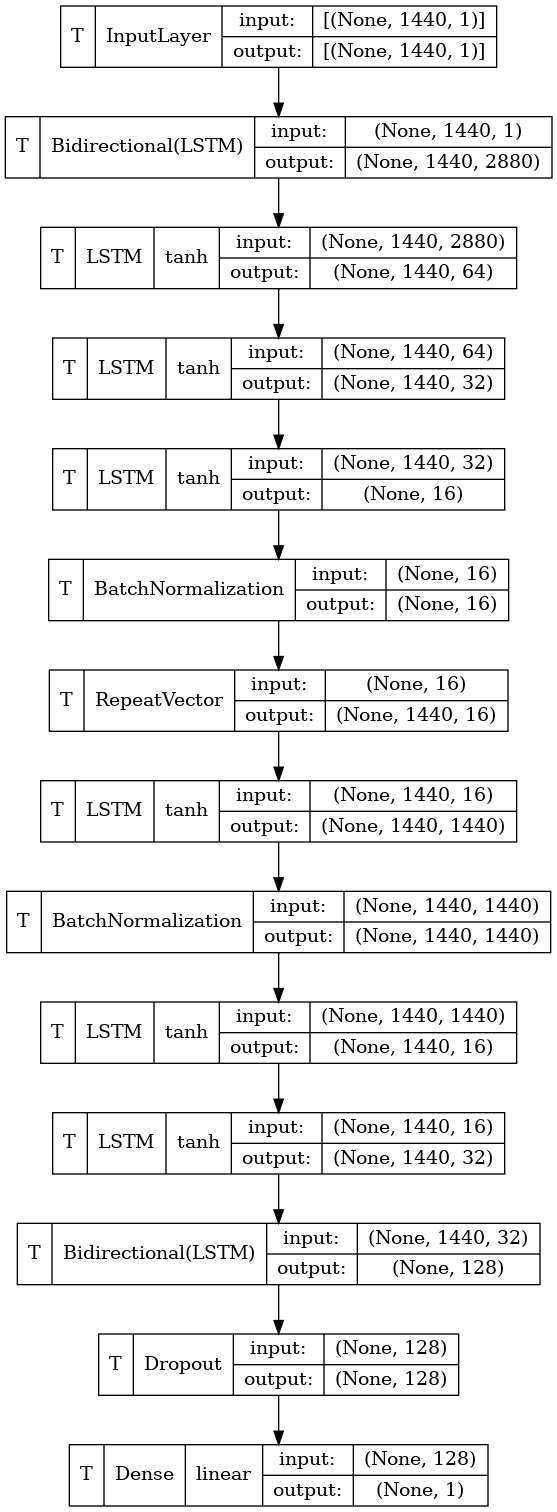 T InputLayer input: [(None, 1440, 1)]
output: [(None, 1440, 1)]
T Bidirectional(LSTM) input: (None, 1440, 1)
output: (None, 1440, 2880)
T LSTM tanh input: (None, 1440, 2880)
output: (None, 1440, 64)
T LSTM tanh input: (None, 1440, 64)
output: (None, 1440, 32)
T LSTM tanh input: (None, 1440, 32)
output: (None, 16)
T BatchNormalization input: (None, 16)
output: (None, 16)
T RepeatVector input: (None, 16)
output: (None, 1440, 16)
T LSTM tanh input: (None, 1440, 16)
output: (None, 1440, 1440)
T BatchNormalization input: (None, 1440, 1440)
output: (None, 1440, 1440)
T LSTM tanh input: (None, 1440, 1440)
output: (None, 1440, 16)
T LSTM tanh input: (None, 1440, 16)
output: (None, 1440, 32)
T Bidirectional(LSTM) input: (None, 1440, 32)
output: (None, 128)
T Dropout input: (None, 128)
output: (None, 128)
T Dense linear input: (None, 128)
output: (None, 1)